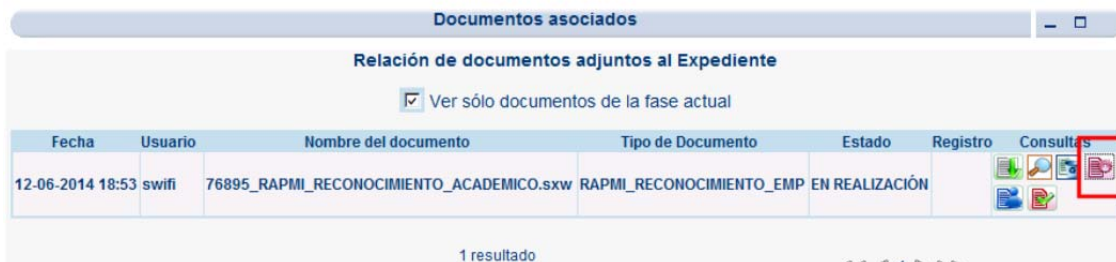 Documentos asociados
Relación de documentos adjuntos al Expediente
Ver sólo documentos de la fase actual
Fecha Usuario Nombre del documento Tipo de Documento Estado Registro Consultas
12-06-2014 18:53 swifi 76895_RAPMI_RECONOCIMIENTO_ACADEMICO.sxw RAPMI_RECONOCIMIENTO_EMP EN REALIZACIÓN
1 resultado